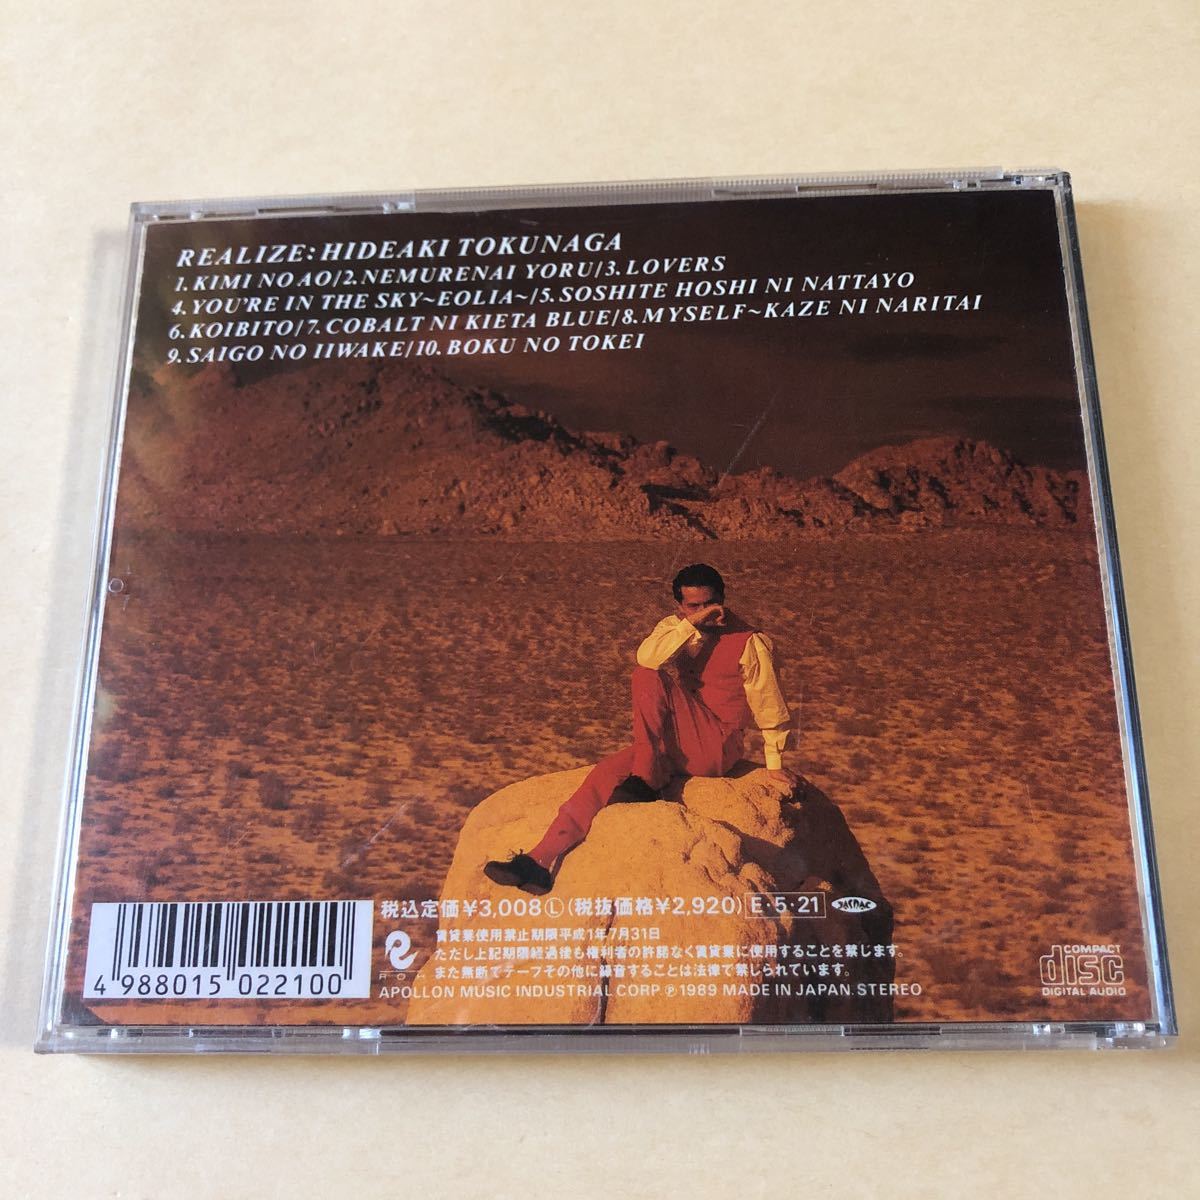 REALIZE: HIDEAKI TOKUNAGA
1. KIMI NO AO/2. NEMURENAI YORU/3. LOVERS
4. YOU'RE IN THE SKY~EOLIA~/5. SOSHITE HOSHI NI NATTAYO
6. KOIBITO/7. COBALT NI KIETA BLUE/8. MYSELF~KAZE NI NARITAI
9. SAIGO NO IIWAKE/10. BOKU NO TOKEI
税込定価¥3,008Ⓛ(税抜価格¥2,920) E・5・21 JASRAC
賃貸業使用禁止期限平成1年7月31日
ただし上記期限経過後も権利者の許諾なく賃貸業に使用することを禁じます。
また無断でテープその他に録音することは法律で禁じられています。
APOLLON MUSIC INDUSTRIAL CORP. ℗1989 MADE IN JAPAN. STEREO
4 988015 022100
COMPACT
disc
DIGITAL AUDIO